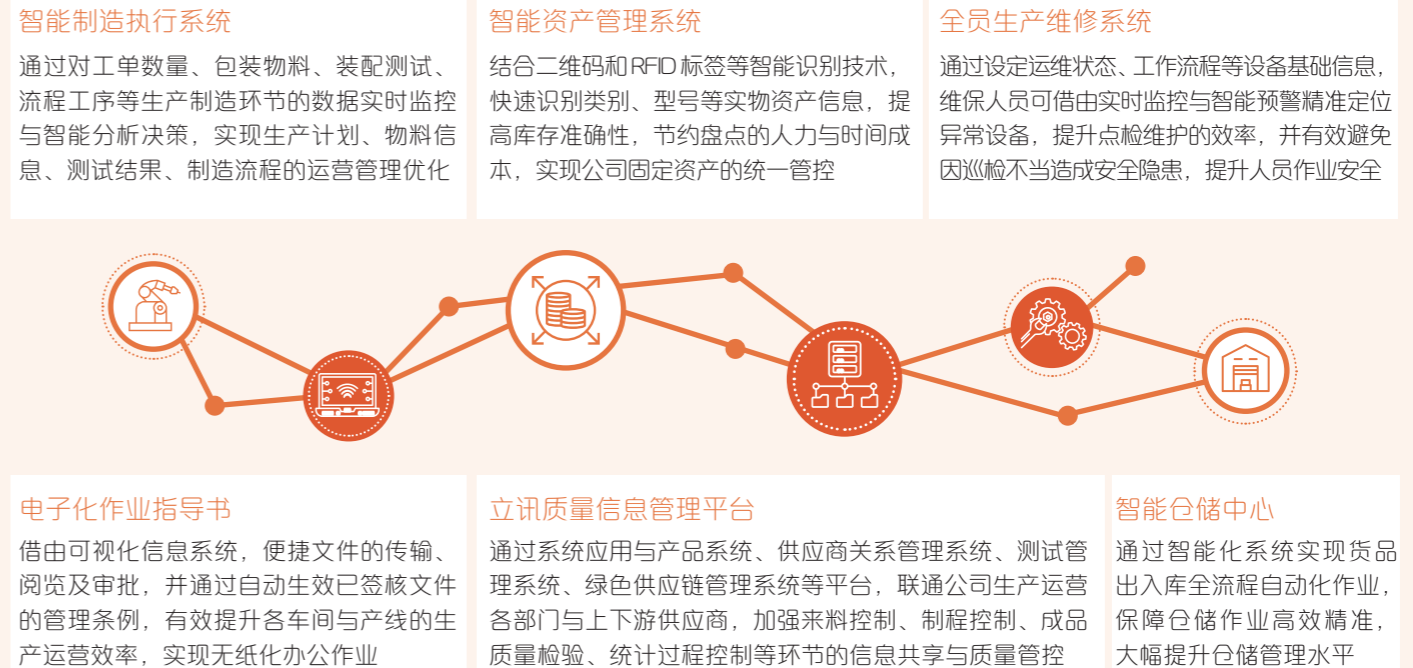 智能制造执行系统
通过对工单数量、包装物料、装配测试、
流程工序等生产制造环节的数据实时监控
与智能分析决策，实现生产计划、物料信
息、测试结果、制造流程的运营管理优化
智能资产管理系统
结合二维码和RFID标签等智能识别技术，
快速识别类别、型号等实物资产信息，提
高库存准确性，节约盘点的人力与时间成
本，实现公司固定资产的统一管控
全员生产维修系统
通过设定运维状态、工作流程等设备基础信息，
维保人员可借由实时监控与智能预警精准定位
异常设备，提升点检维护的效率，并有效避免
因巡检不当造成安全隐患，提升人员作业安全
电子化作业指导书
借由可视化信息系统，便捷文件的传输、
阅览及审批，并通过自动生效已签核文件
的管理条例，有效提升各车间与产线的生
产运营效率，实现无纸化办公作业
立讯质量信息管理平台
通过系统应用与产品系统、供应商关系管理系统、测试管
理系统、绿色供应链管理系统等平台，联通公司生产运营
各部门与上下游供应商，加强来料控制、制程控制、成品
质量检验、统计过程控制等环节的信息共享与质量管控
智能仓储中心
通过智能化系统实现货品
出入库全流程自动化作业，
保障仓储作业高效精准，
大幅提升仓储管理水平